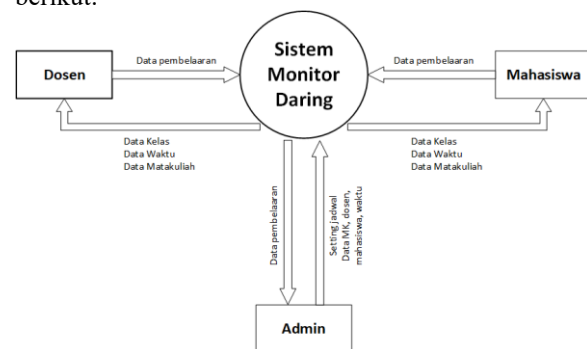 berikut:
Sistem
Monitor
Daring
Dosen
Data pembelaaran
Data pembelaaran
Mahasiswa
Data Kelas
Data Waktu
Data Matakuliah
Data Kelas
Data Waktu
Data Matakuliah
Data pembelaaran
Setting jadwal
Data MK, dosen,
mahasiswa, waktu
Admin